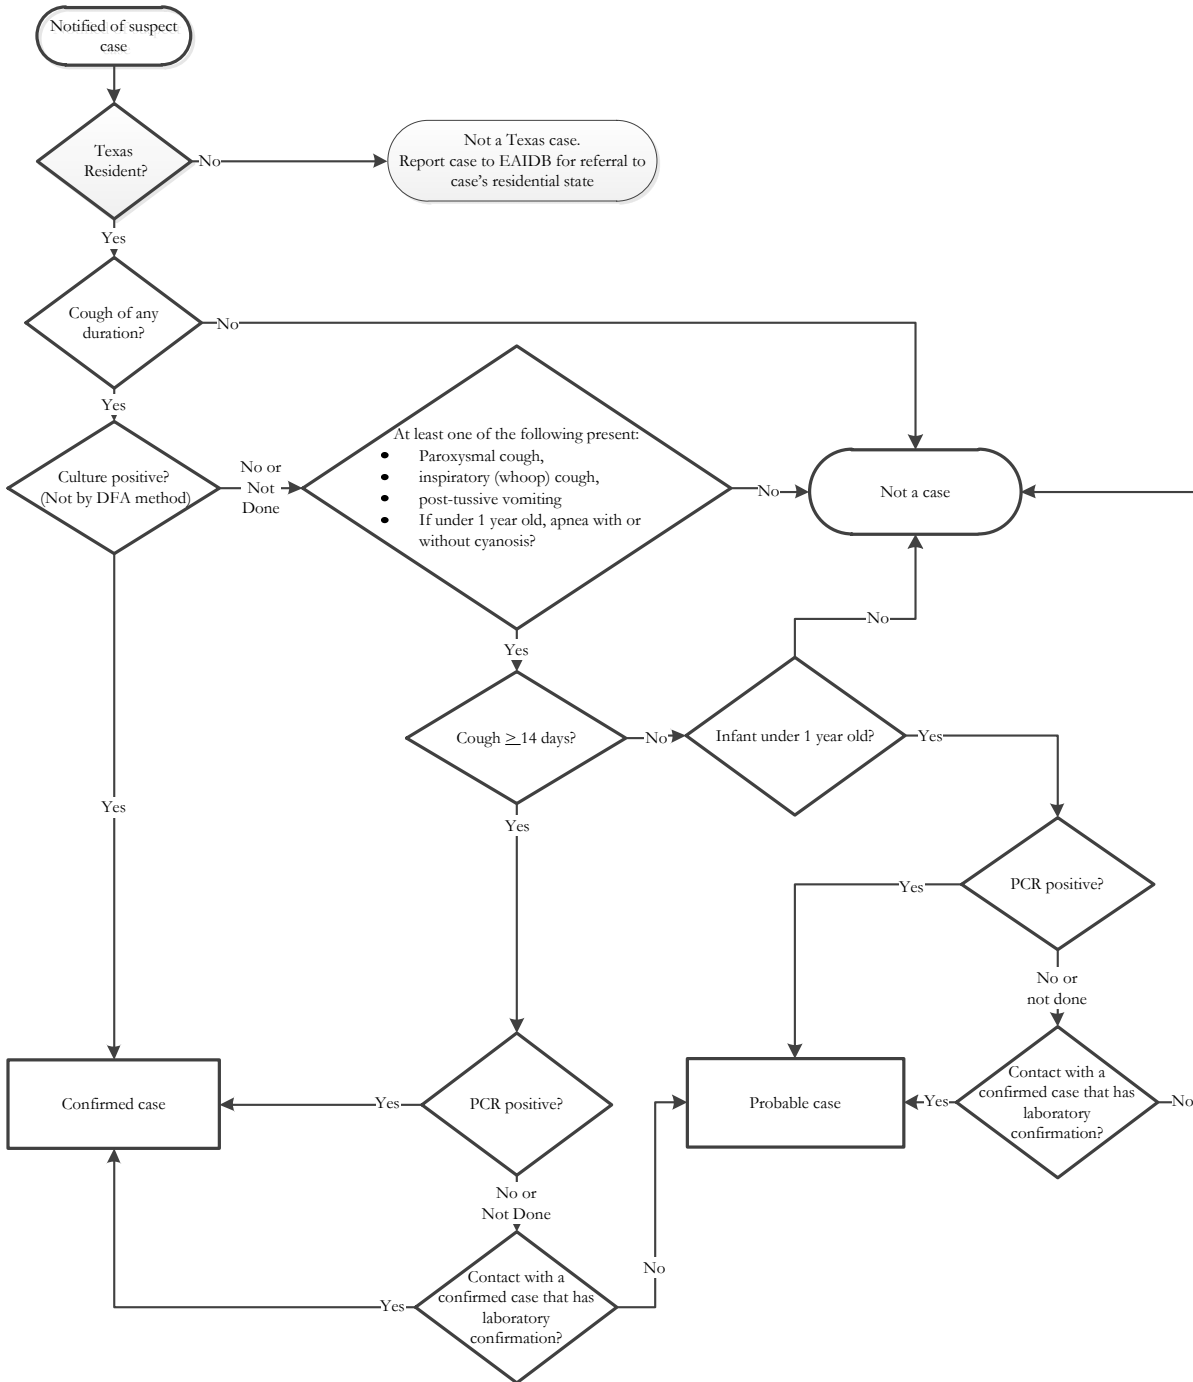 Notified of suspect
case
Texas
Resident?
No
Not a Texas case.
Report case to EAIDB for referral to
case’s residential state
Yes
Cough of any
duration?
No
Yes
Culture positive?
(Not by DFA method)
No or
Not
Done
At least one of the following present:
• Paroxysmal cough,
• inspiratory (whoop) cough,
• post-tussive vomiting
• If under 1 year old, apnea with or
without cyanosis?
No
Not a case
No
Yes
Cough ≥ 14 days?
No
Infant under 1 year old?
Yes
Yes
Yes
PCR positive?
Yes
No or
not done
Confirmed case
Yes
PCR positive?
Probable case
Yes
Contact with a
confirmed case that has
laboratory
confirmation?
No
No or
Not Done
No
Yes
Contact with a
confirmed case that has
laboratory
confirmation?